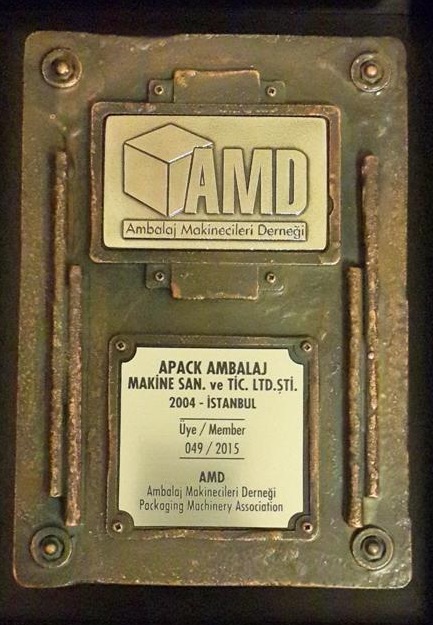 AMD
Ambalaj Makinecileri Derneği
APACK AMBALAJ
MAKİNE SAN. ve TİC. LTD.ŞTİ.
2004 - İSTANBUL
Üye / Member
049 / 2015
AMD
Ambalaj Makinecileri Derneği
Packaging Machinery Association